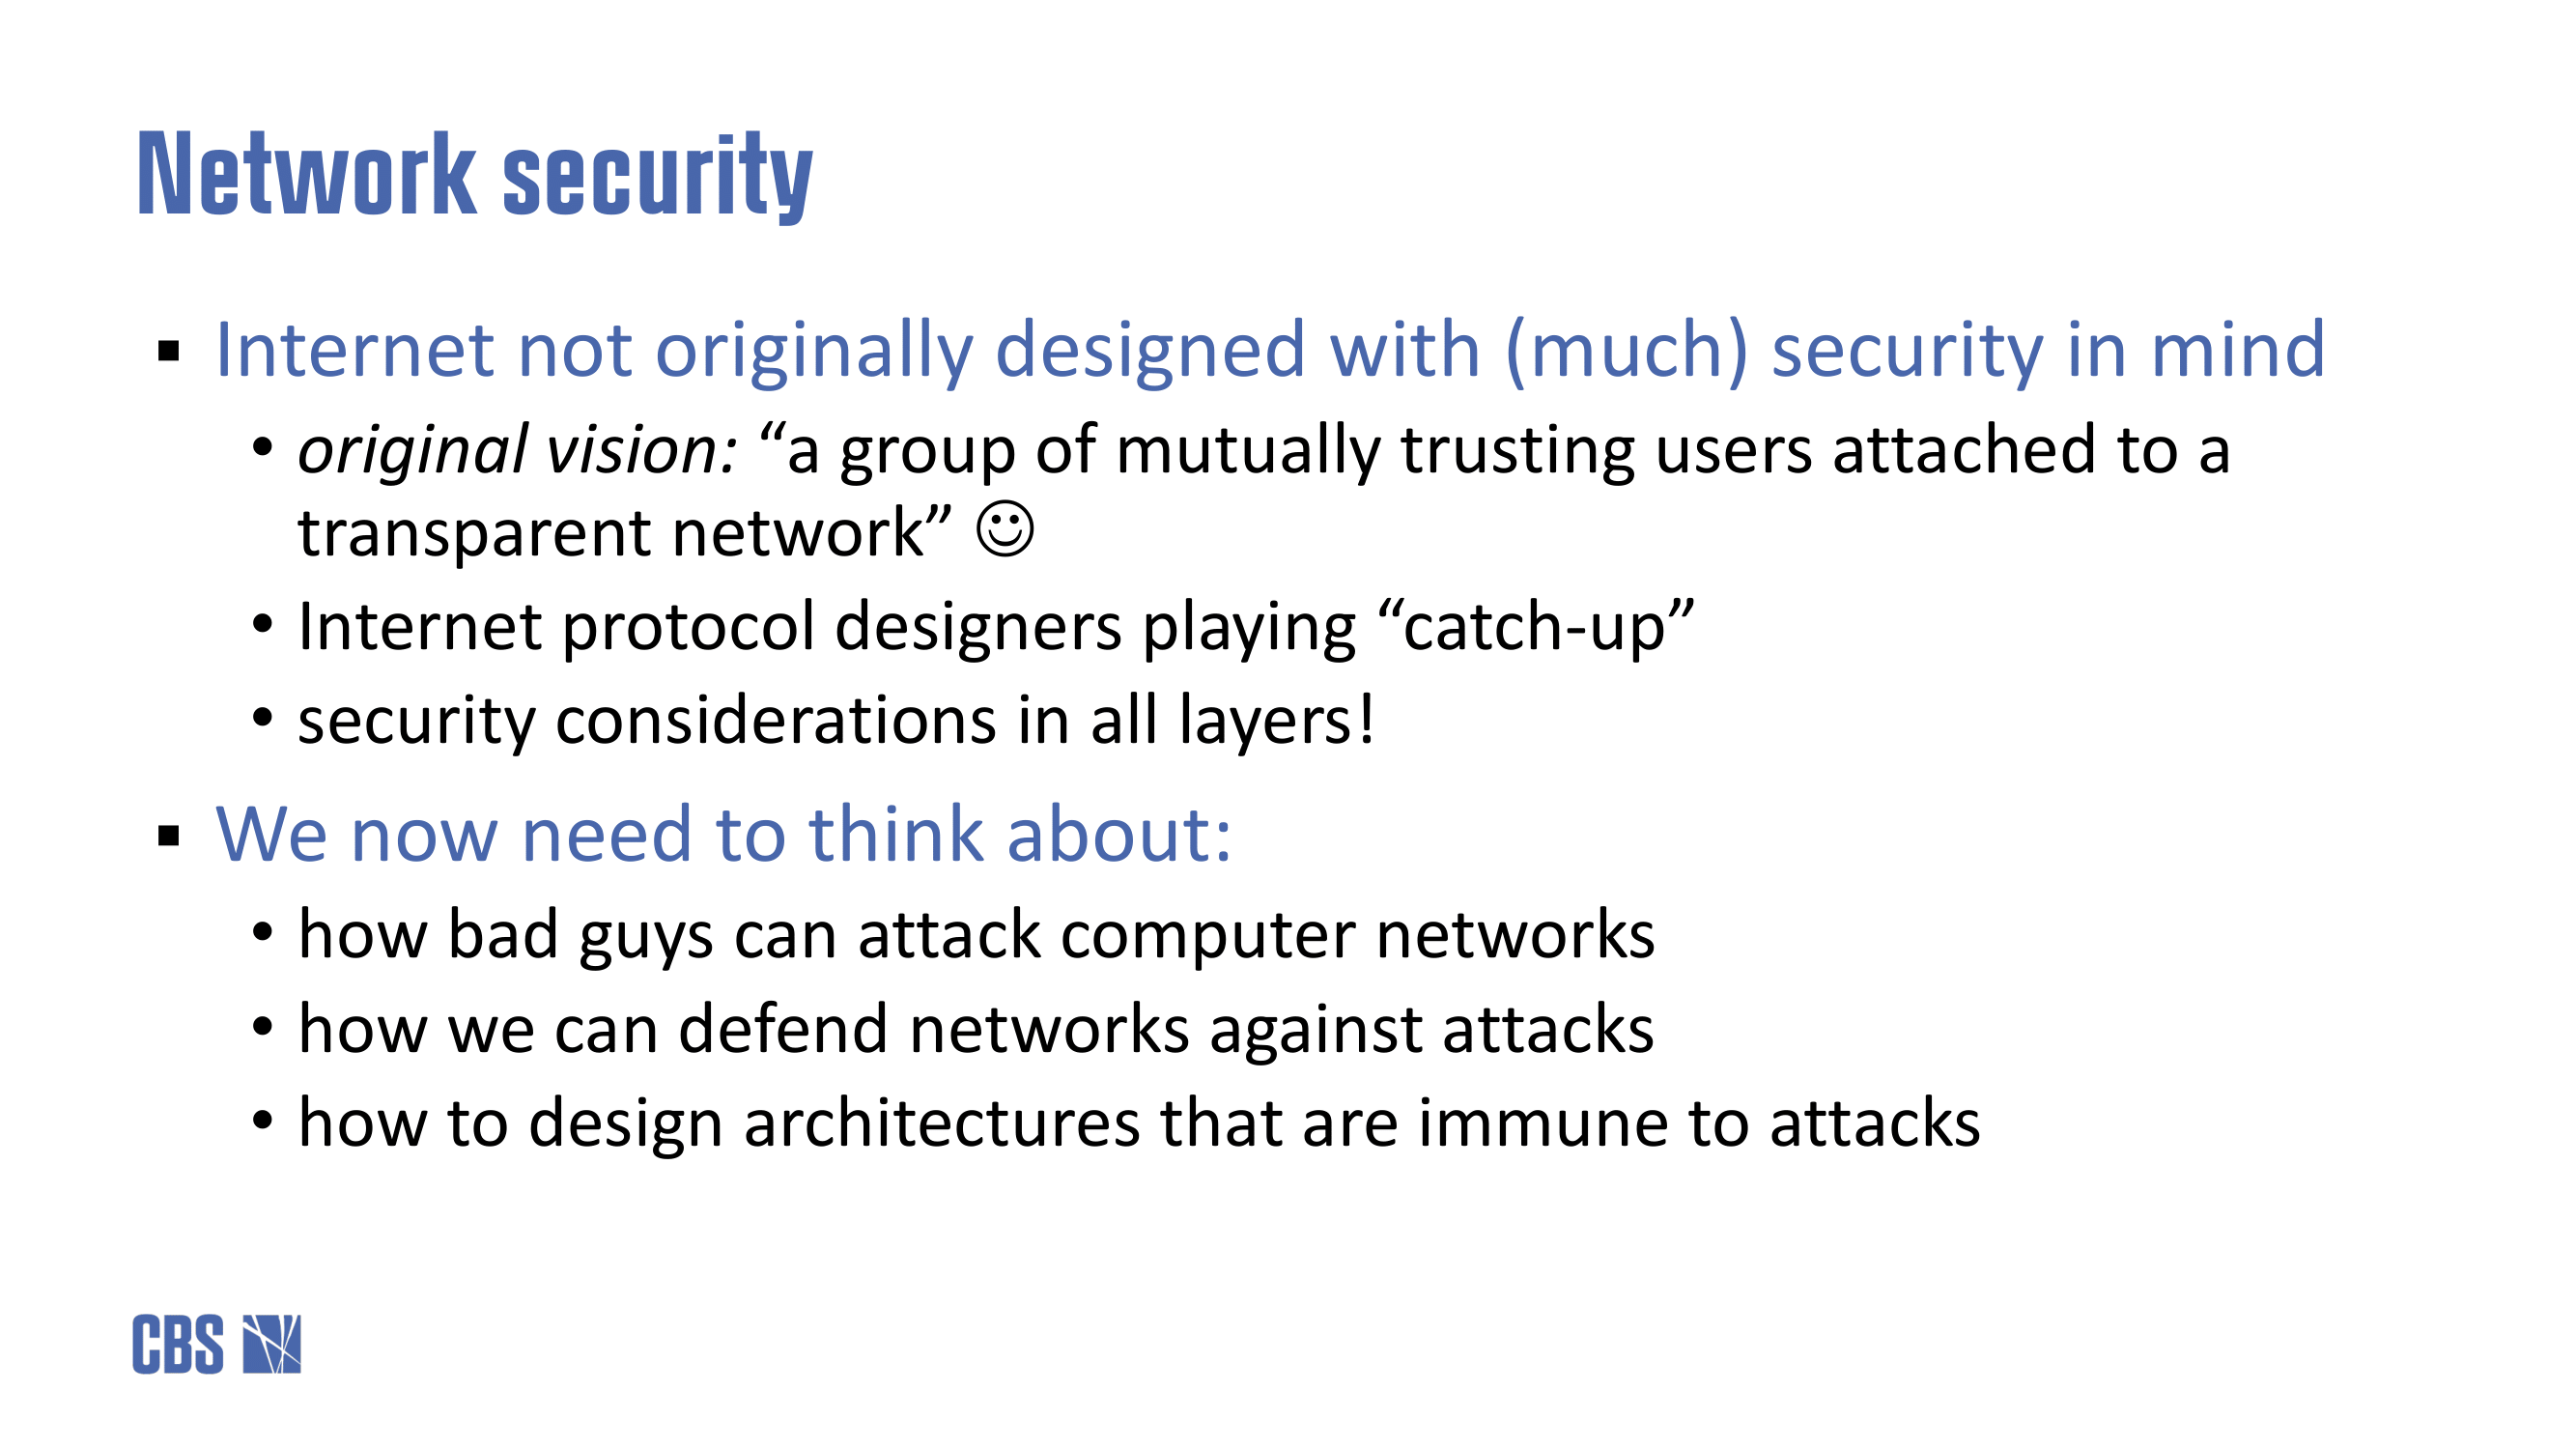 Network security
▪ Internet not originally designed with (much) security in mind
• original vision: “a group of mutually trusting users attached to a
transparent network” ☺
• Internet protocol designers playing “catch-up”
• security considerations in all layers!
▪ We now need to think about:
• how bad guys can attack computer networks
• how we can defend networks against attacks
• how to design architectures that are immune to attacks
CBS